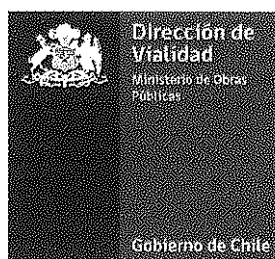 Dirección de
Vialidad
Ministerio de Obras
Públicas
Gobierno de Chile